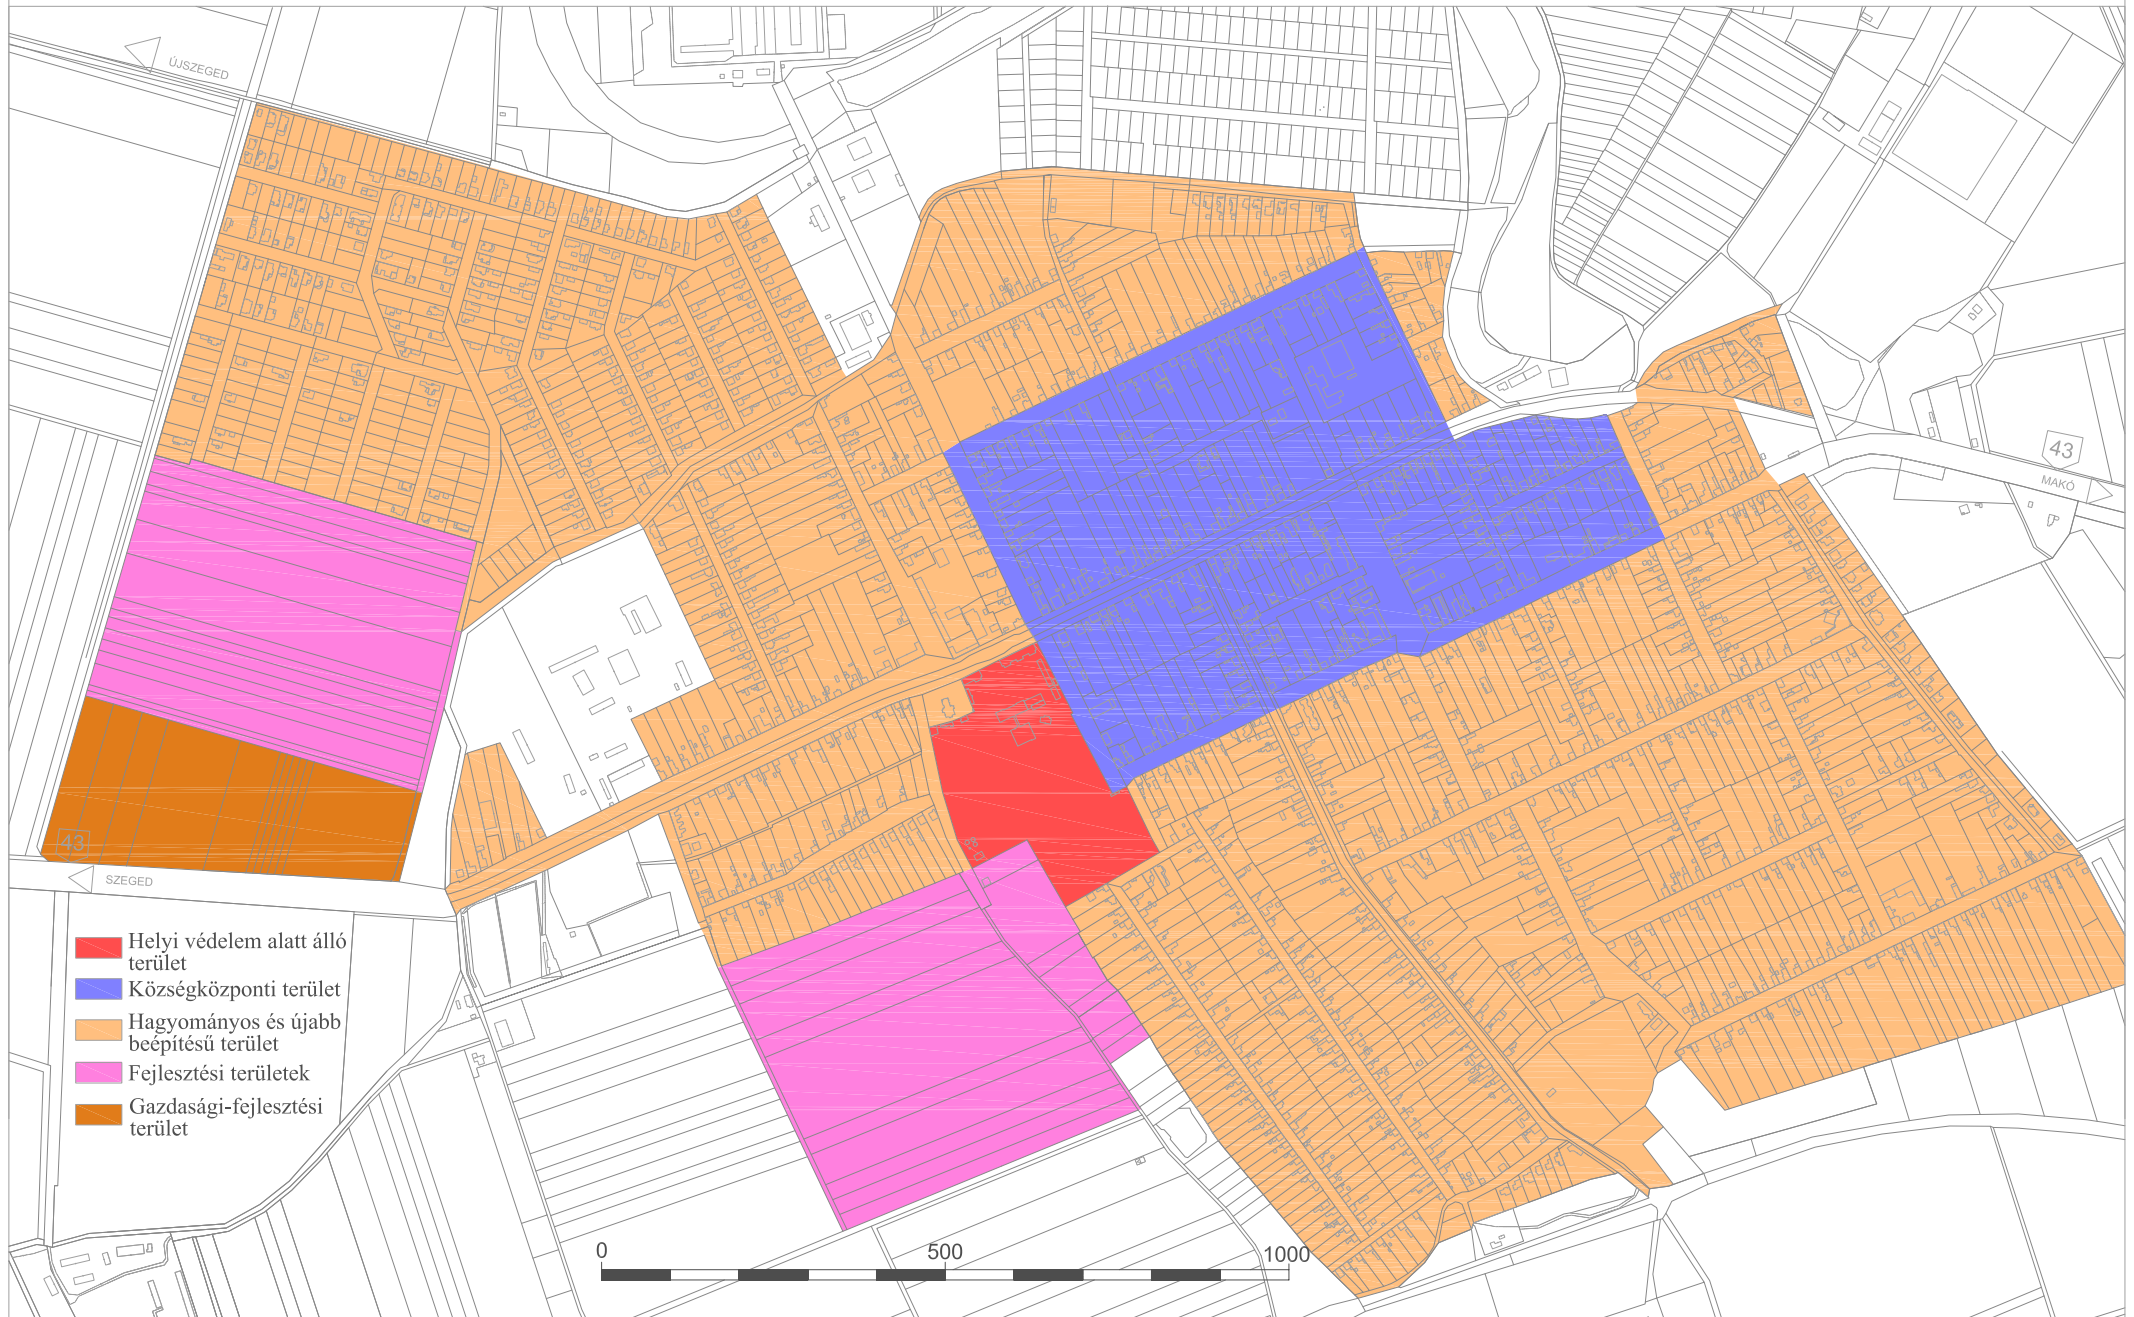 ÚJSZEGED
43
MAKÓ
43
SZEGED
Helyi védelem alatt álló
terület
Községközponti terület
Hagyományos és újabb
beépítésű terület
Fejlesztési területek
Gazdasági-fejlesztési
terület
0 500 1000